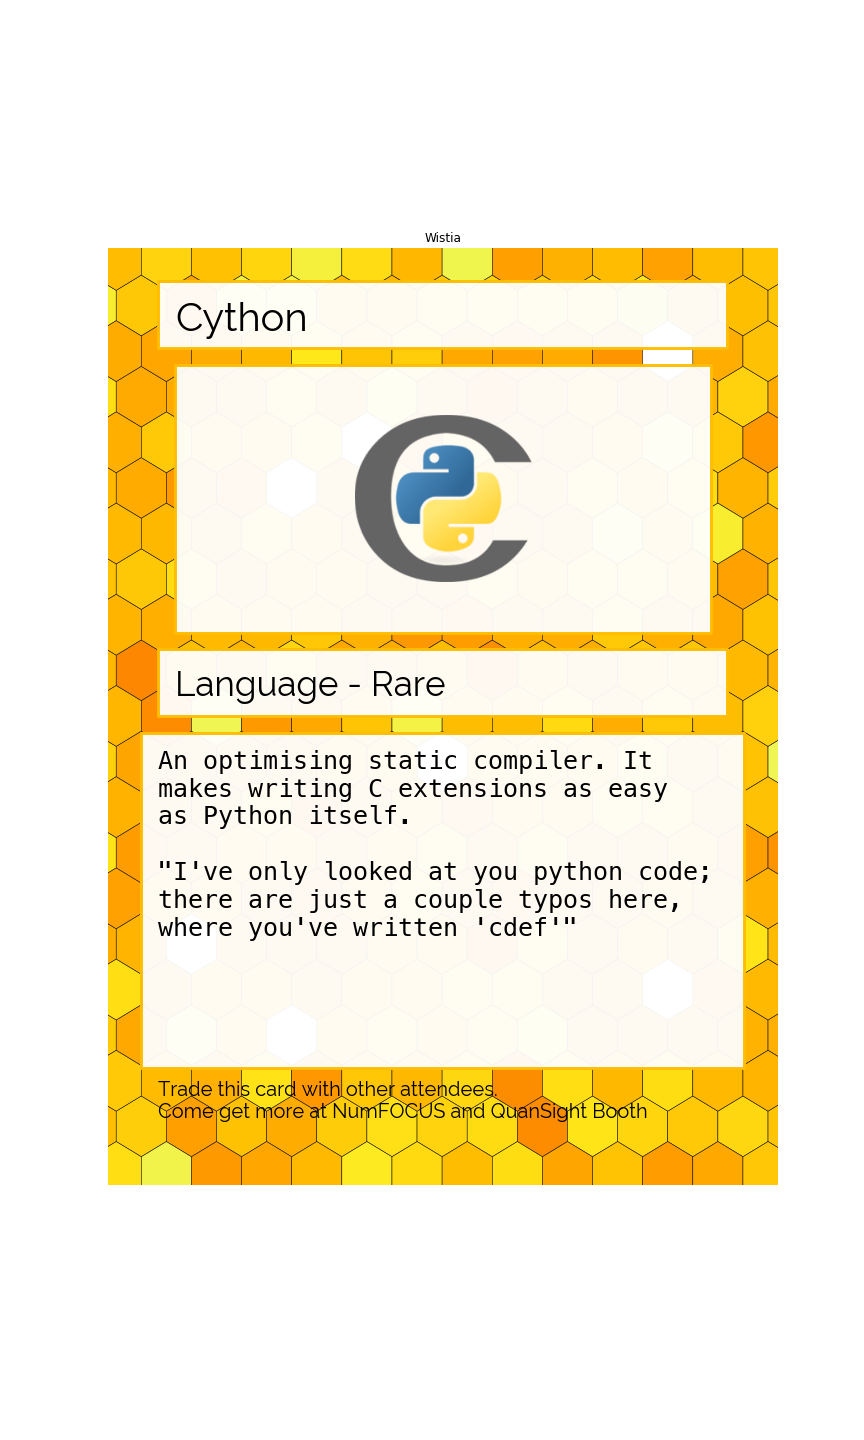 Wistia
Cython
Language - Rare
An optimising static compiler. It
makes writing C extensions as easy
as Python itself.
"I've only looked at you python code;
there are just a couple typos here,
where you've written 'cdef'"
Trade this card with other attendees.
Come get more at NumFOCUS and QuanSight Booth